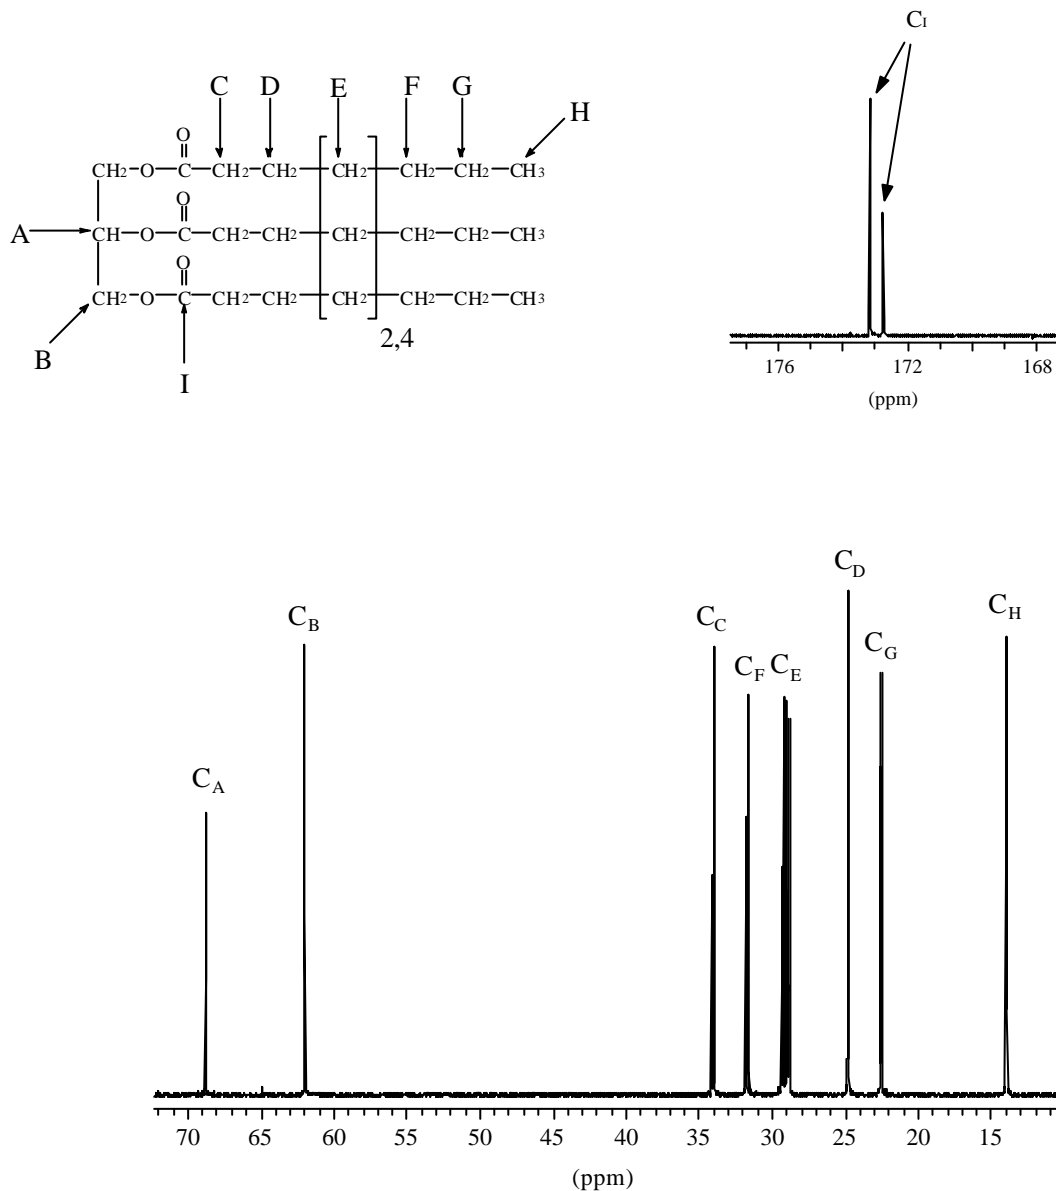 C D E F G
H
O
CH2—O—C—CH2—CH2—CH2—CH2—CH2—CH3
O
A CH—O—C—CH2—CH2—CH2—CH2—CH2—CH3
O
CH2—O—C—CH2—CH2—CH2—CH2—CH2—CH3
2,4
B I
CI
176 172 168
(ppm)
CA CB CC CF CE CD CG CH
70 65 60 55 50 45 40 35 30 25 20 15
(ppm)